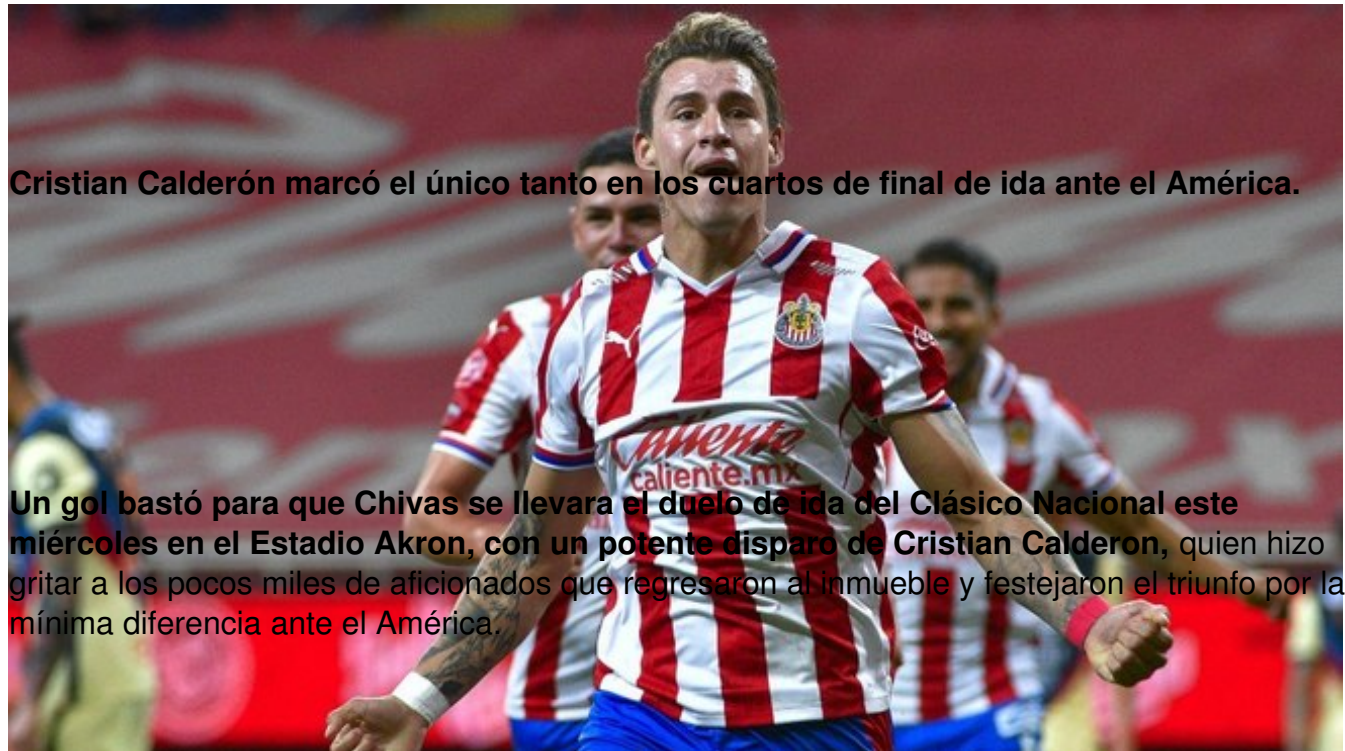 Cristian Calderón marcó el único tanto en los cuartos de final de ida ante el América.
Caliente
caliente.mx
Un gol bastó para que Chivas se llevara el duelo de ida del Clásico Nacional este
miércoles en el Estadio Akron, con un potente disparo de Cristian Calderon, quien hizo
gritar a los pocos miles de aficionados que regresaron al inmueble y festejaron el triunfo por la
mínima diferencia ante el América.